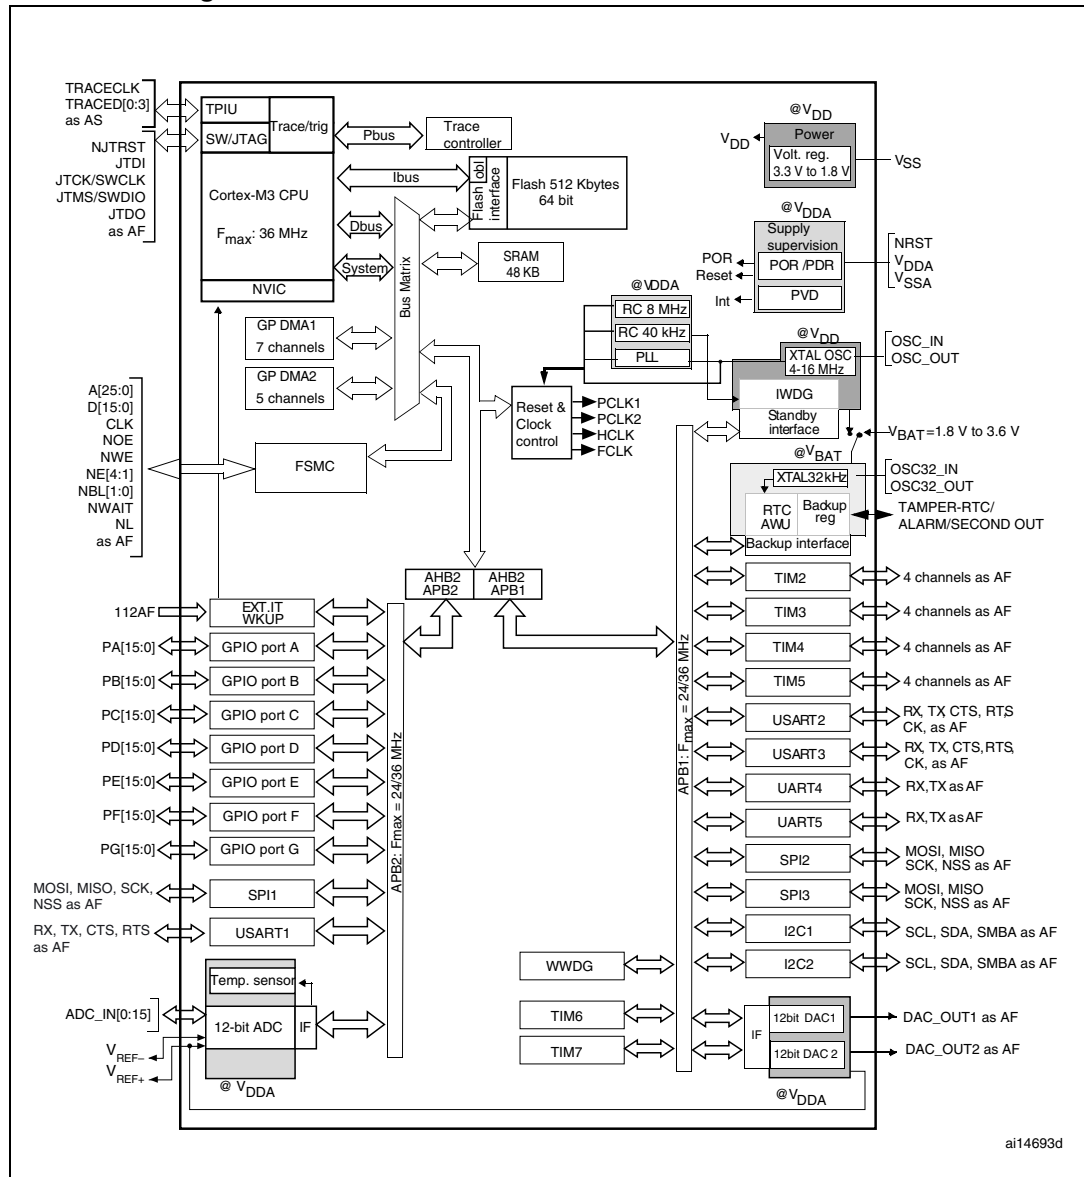 TRACECLK
TRACED[0:3]
as AS
NJTRST
JTDI
JTCK/SWCLK
JTMS/SWDIO
JTDO
as AF
TPIU
SW/JTAG
Trace/trig
Cortex-M3 CPU
Fmax: 36 MHz
NVIC
Pbus
Trace
controller
Ibus
Dbus
System
Bus Matrix
Flash
interface
obl
Flash 512 Kbytes
64 bit
SRAM
48 KB
@VDD
VDD
Power
Volt. reg.
3.3 V to 1.8 V
VSS
@VDDA
Supply
supervision
POR
Reset
Int
POR /PDR
PVD
NRST
VDDA
VSSA
@VDDA
RC 8 MHz
RC 40 kHz
PLL
@VDD
XTAL OSC
4-16 MHz
IWDG
Standby
interface
OSC_IN
OSC_OUT
GP DMA1
7 channels
GP DMA2
5 channels
Reset &
Clock
control
PCLK1
PCLK2
HCLK
FCLK
VBAT=1.8 V to 3.6 V
@VBAT
XTAL32kHz
OSC32_IN
OSC32_OUT
RTC
AWU
Backup
reg
Backup interface
TAMPER-RTC/
ALARM/SECOND OUT
A[25:0]
D[15:0]
CLK
NOE
NWE
NE[4:1]
NBL[1:0]
NWAIT
NL
as AF
FSMC
AHB2
APB2
AHB2
APB1
112AF
EXT.IT
WKUP
PA[15:0]
GPIO port A
PB[15:0]
GPIO port B
PC[15:0]
GPIO port C
PD[15:0]
GPIO port D
PE[15:0]
GPIO port E
PF[15:0]
GPIO port F
PG[15:0]
GPIO port G
MOSI, MISO, SCK,
NSS as AF
SPI1
RX, TX, CTS, RTS
as AF
USART1
APB2: Fmax = 24/36 MHz
APB1: Fmax = 24/36 MHz
TIM2
4 channels as AF
TIM3
4 channels as AF
TIM4
4 channels as AF
TIM5
4 channels as AF
USART2
RX, TX, CTS, RTS,
CK, as AF
USART3
RX, TX, CTS, RTS,
CK, as AF
UART4
RX,TX as AF
UART5
RX,TX as AF
SPI2
MOSI, MISO
SCK, NSS as AF
SPI3
MOSI, MISO
SCK, NSS as AF
I2C1
SCL, SDA, SMBA as AF
I2C2
SCL, SDA, SMBA as AF
WWDG
TIM6
TIM7
Temp. sensor
ADC_IN[0:15]
12-bit ADC
IF
VREF–
VREF+
@ VDDA
IF
12bit DAC1
12bit DAC 2
DAC_OUT1 as AF
DAC_OUT2 as AF
@VDDA
ai14693d